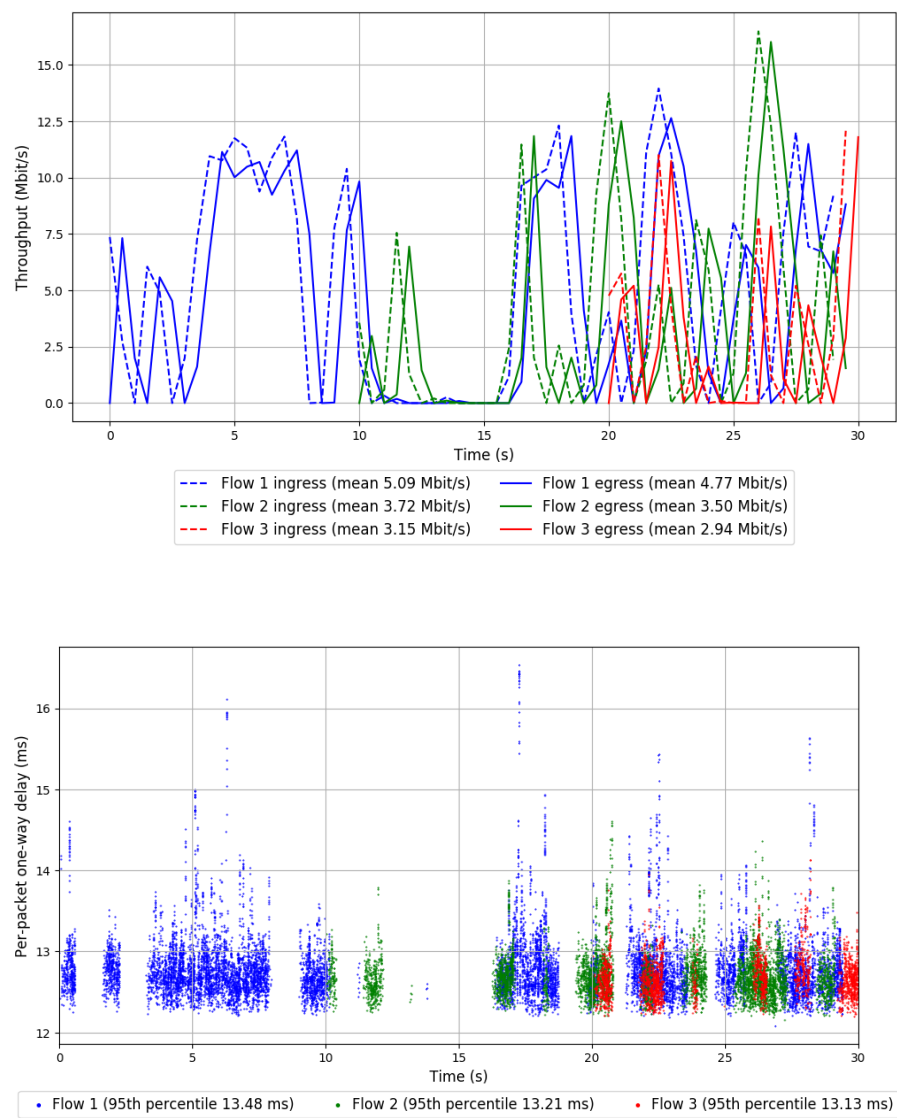 Throughput (Mbit/s)
15.0
12.5
10.0
7.5
5.0
2.5
0.0
0 5 10 15 20 25 30
Time (s)
Flow 1 ingress (mean 5.09 Mbit/s) Flow 1 egress (mean 4.77 Mbit/s)
Flow 2 ingress (mean 3.72 Mbit/s) Flow 2 egress (mean 3.50 Mbit/s)
Flow 3 ingress (mean 3.15 Mbit/s) Flow 3 egress (mean 2.94 Mbit/s)
Per-packet one-way delay (ms)
16
15
14
13
12
0 5 10 15 20 25 30
Time (s)
Flow 1 (95th percentile 13.48 ms) Flow 2 (95th percentile 13.21 ms) Flow 3 (95th percentile 13.13 ms)